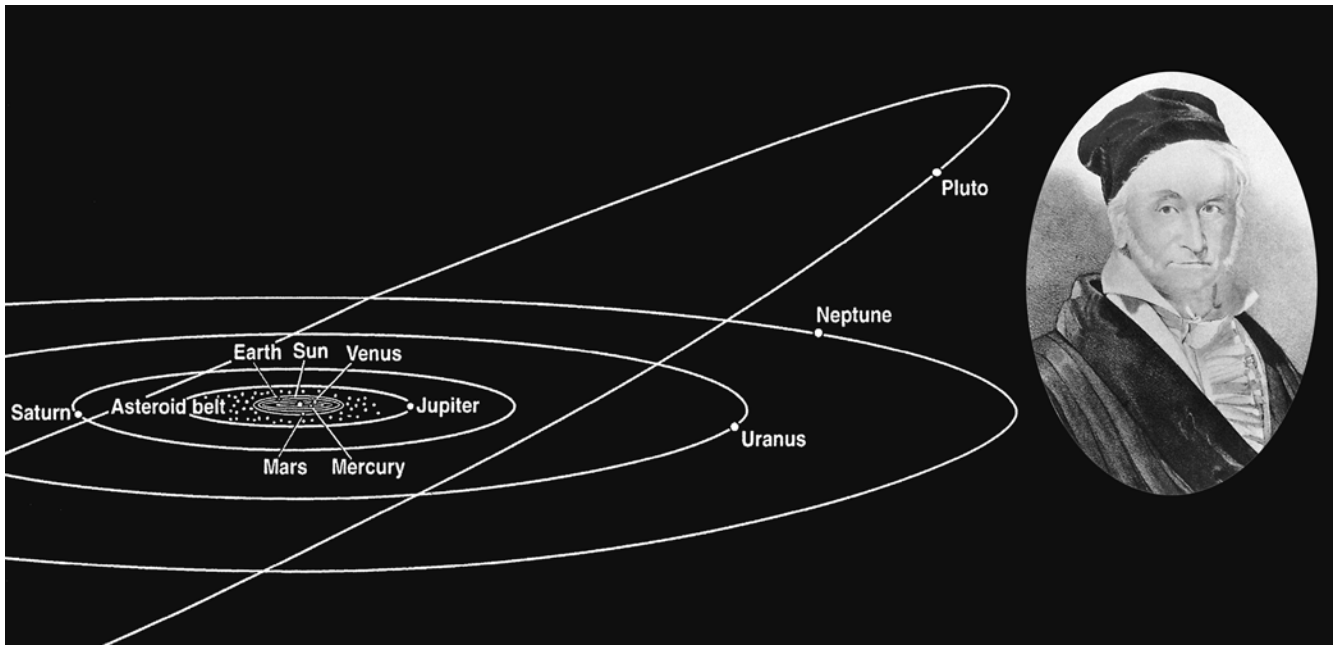 Pluto
Neptune
Earth Sun Venus
Saturn Asteroid belt Jupiter
Uranus
Mars Mercury